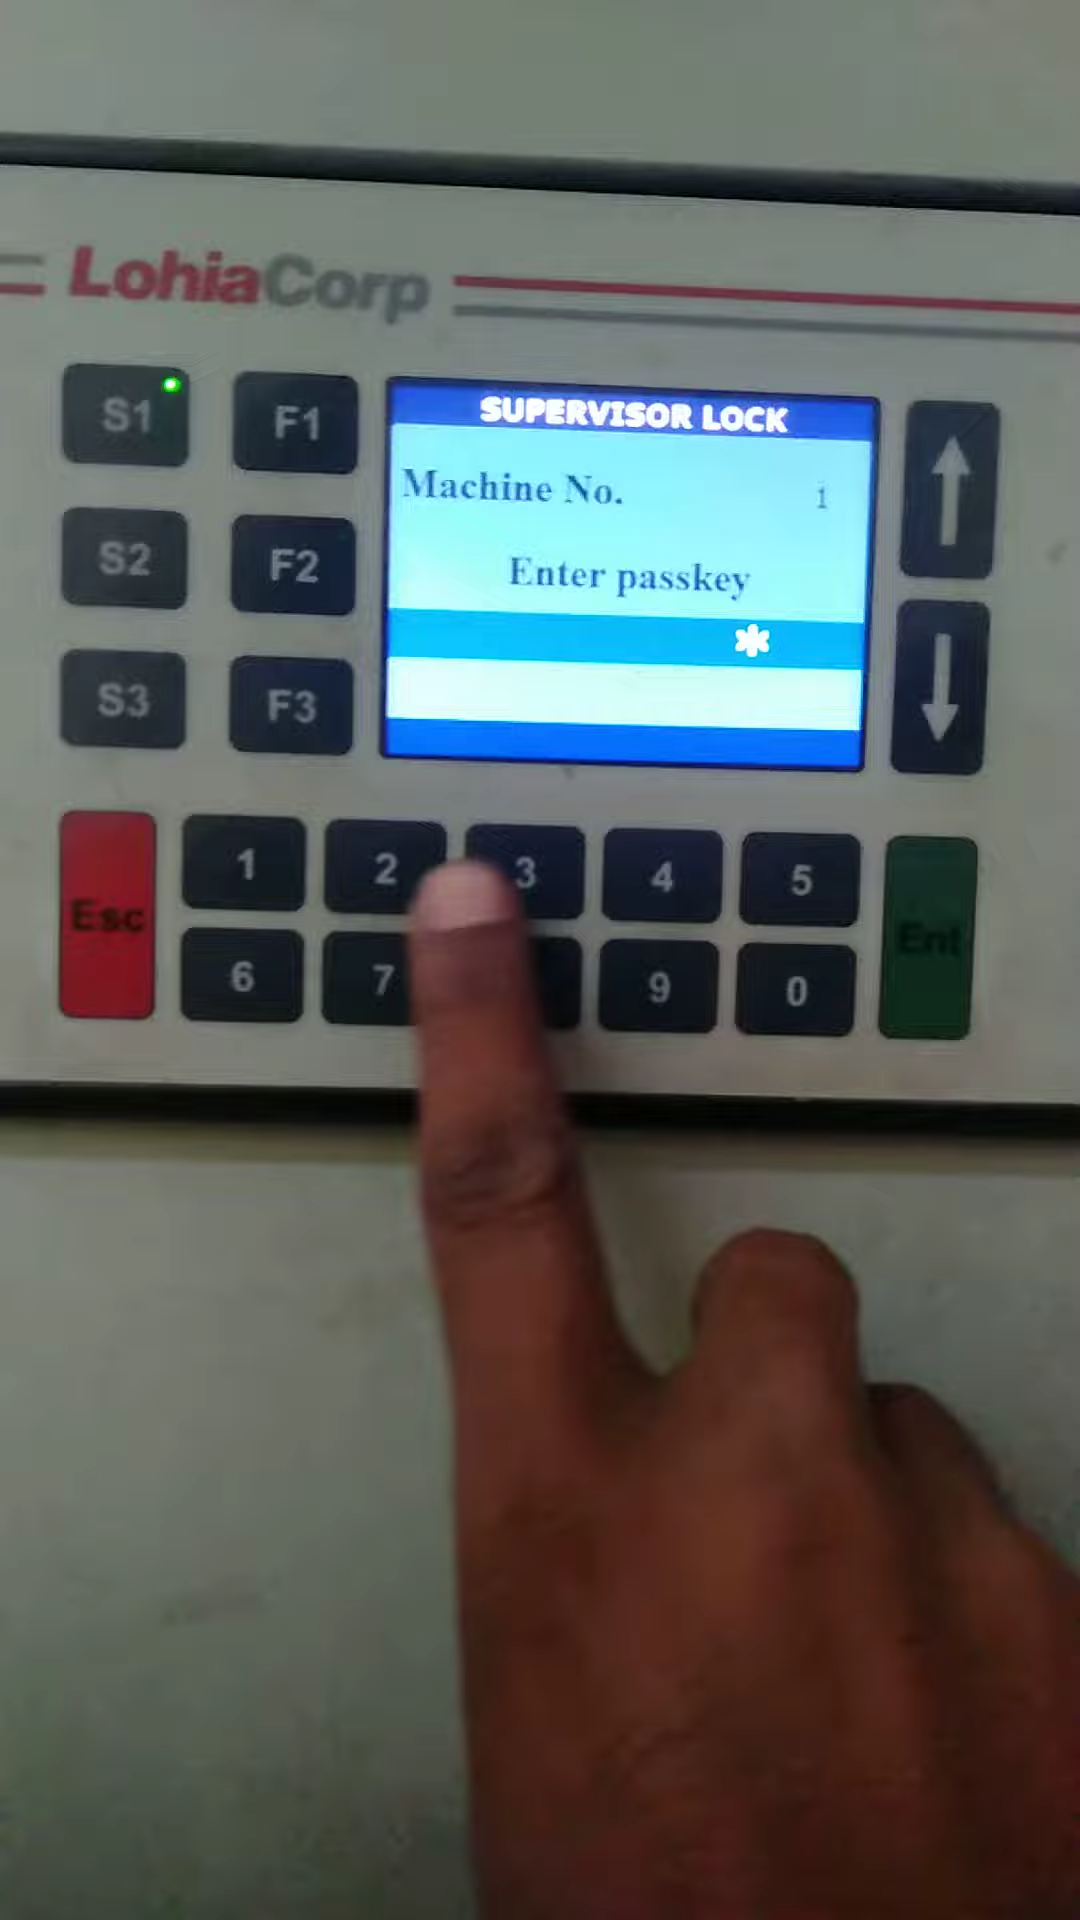 LohiaCorp
SUPERVISOR LOCK
Machine No. 1
Enter passkey
*
S1 F1
S2 F2
S3 F3
Esc 1 2 3 4 5 Ent
6 7 9 0